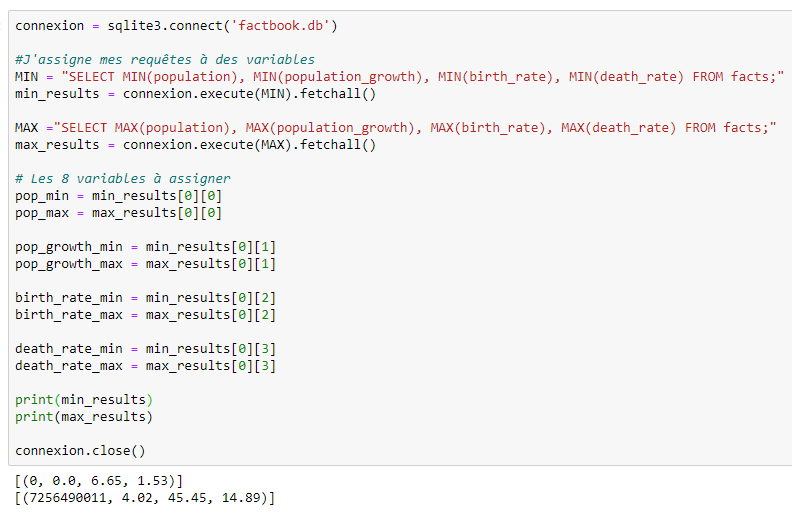 connexion = sqlite3.connect('factbook.db')
#J'assigne mes requêtes à des variables
MIN = "SELECT MIN(population), MIN(population_growth), MIN(birth_rate), MIN(death_rate) FROM facts;"
min_results = connexion.execute(MIN).fetchall()
MAX ="SELECT MAX(population), MAX(population_growth), MAX(birth_rate), MAX(death_rate) FROM facts;"
max_results = connexion.execute(MAX).fetchall()
# Les 8 variables à assigner
pop_min = min_results[0][0]
pop_max = max_results[0][0]
pop_growth_min = min_results[0][1]
pop_growth_max = max_results[0][1]
birth_rate_min = min_results[0][2]
birth_rate_max = max_results[0][2]
death_rate_min = min_results[0][3]
death_rate_max = max_results[0][3]
print(min_results)
print(max_results)
connexion.close()
[(0, 0.0, 6.65, 1.53)]
[(7256490011, 4.02, 45.45, 14.89)]